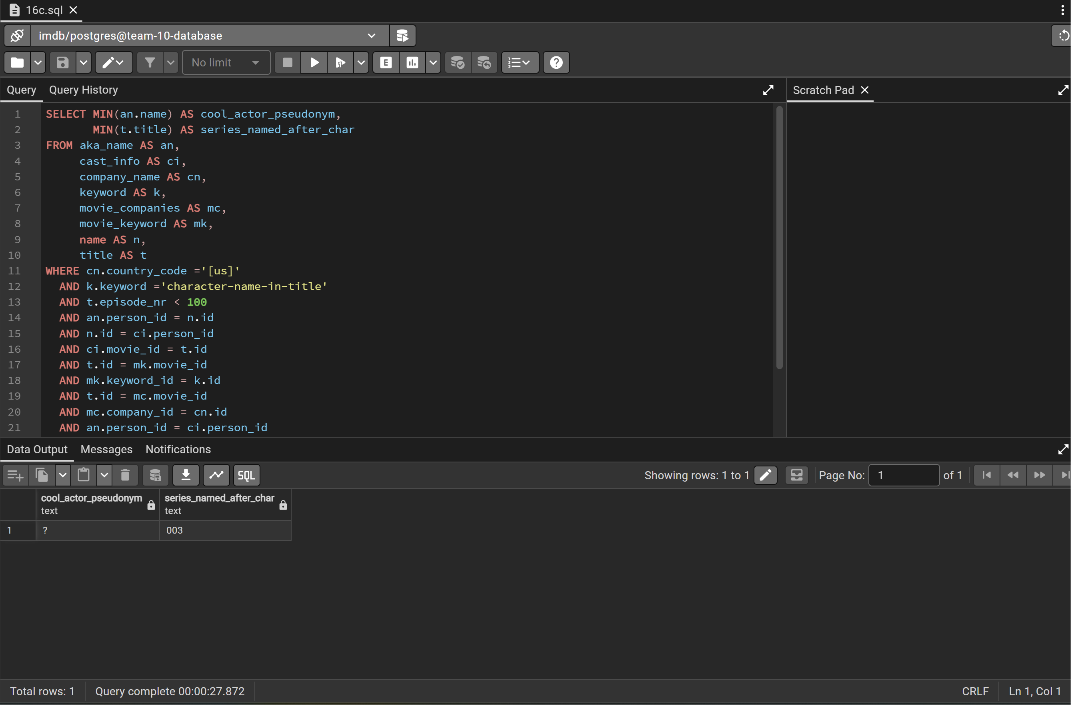 16c.sql
imdb/postgres@team-10-database
No limit
Query Query History
Scratch Pad
1 SELECT MIN(an.name) AS cool_actor_pseudonym,
2 MIN(t.title) AS series_named_after_char
3 FROM aka_name AS an,
4 cast_info AS ci,
5 company_name AS cn,
6 keyword AS k,
7 movie_companies AS mc,
8 movie_keyword AS mk,
9 name AS n,
10 title AS t
11 WHERE cn.country_code ='[us]'
12 AND k.keyword ='character-name-in-title'
13 AND t.episode_nr < 100
14 AND an.person_id = n.id
15 AND n.id = ci.person_id
16 AND ci.movie_id = t.id
17 AND t.id = mk.movie_id
18 AND mk.keyword_id = k.id
19 AND t.id = mc.movie_id
20 AND mc.company_id = cn.id
21 AND an.person_id = ci.person_id
Data Output Messages Notifications
E
SQL
Showing rows: 1 to 1 Page No: 1 of 1
cool_actor_pseudonym series_named_after_char
text text
1 ? 003
Total rows: 1 Query complete 00:00:27.872 CRLF Ln 1, Col 1